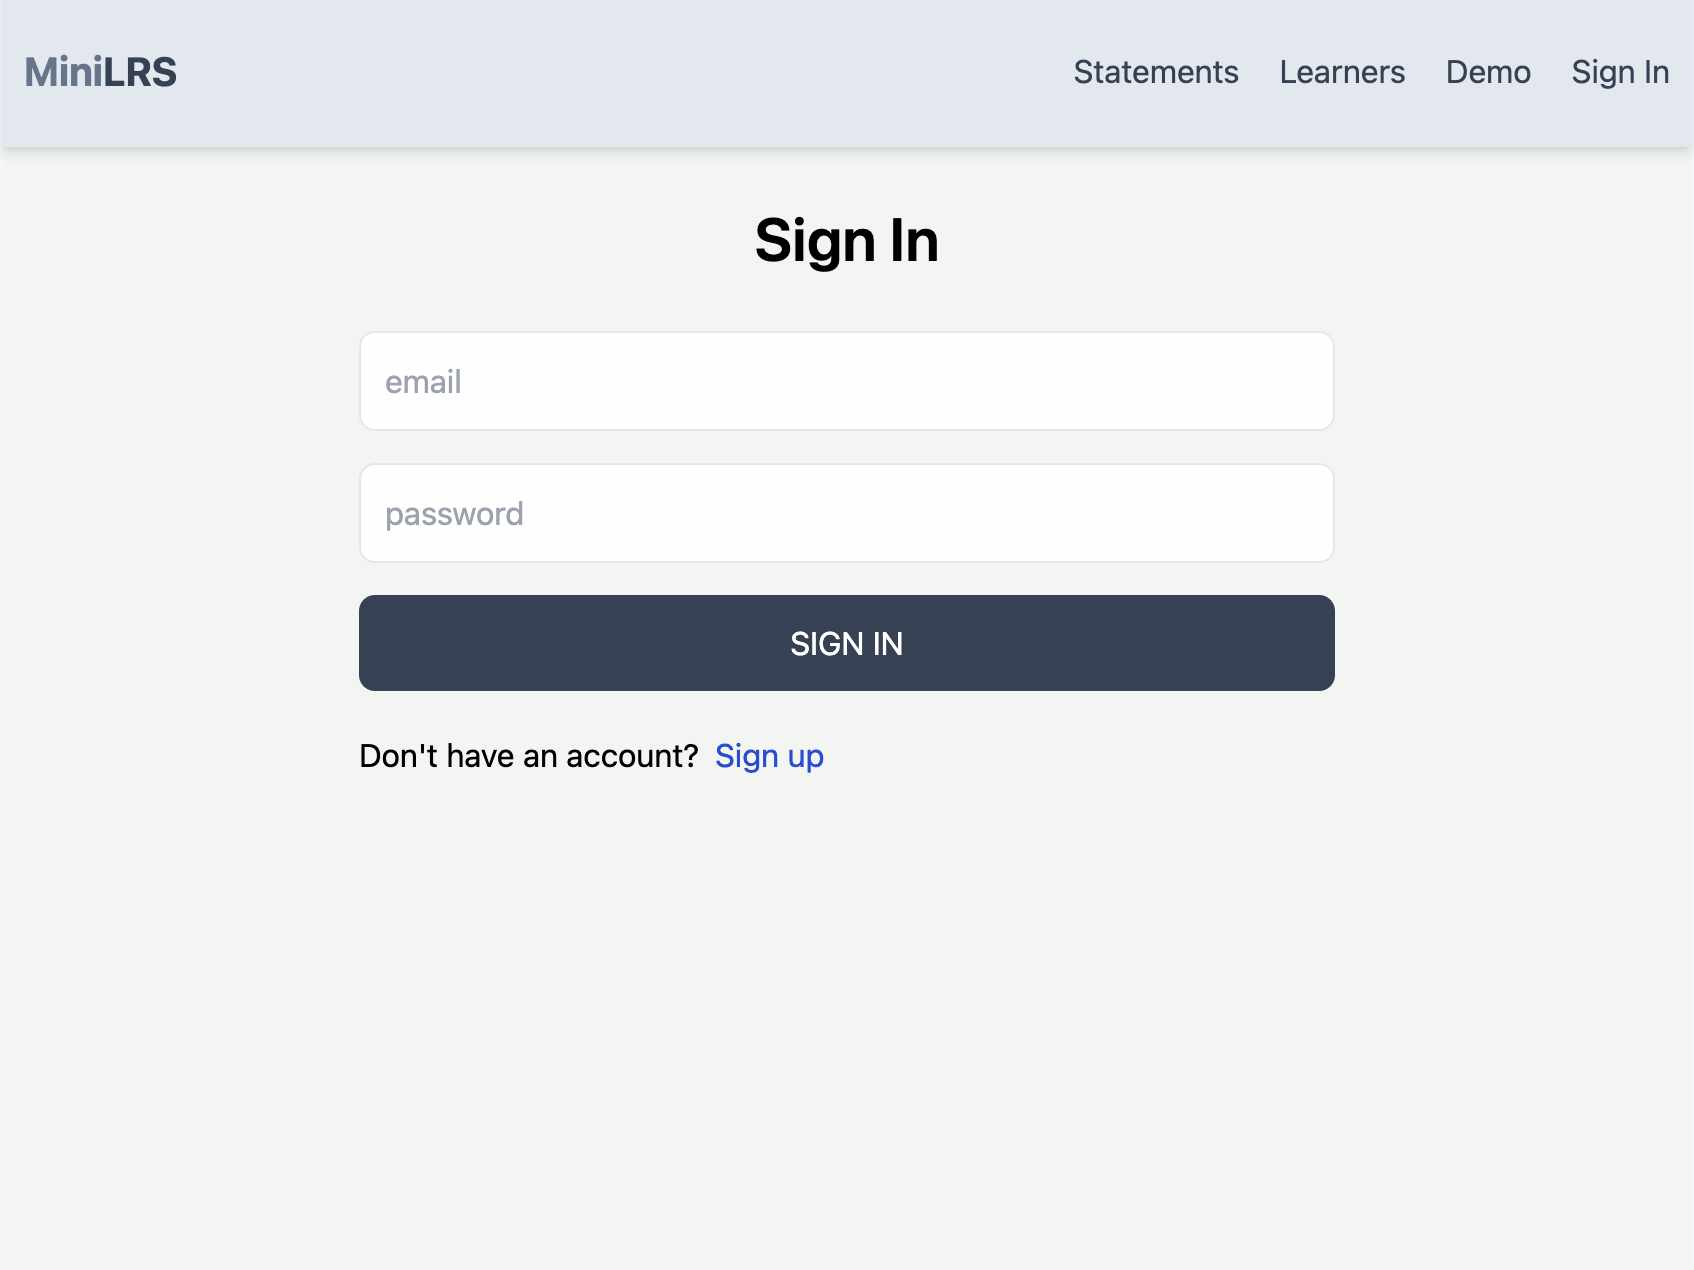 MiniLRS Statements Learners Demo Sign In
Sign In
email
password
SIGN IN
Don't have an account? Sign up